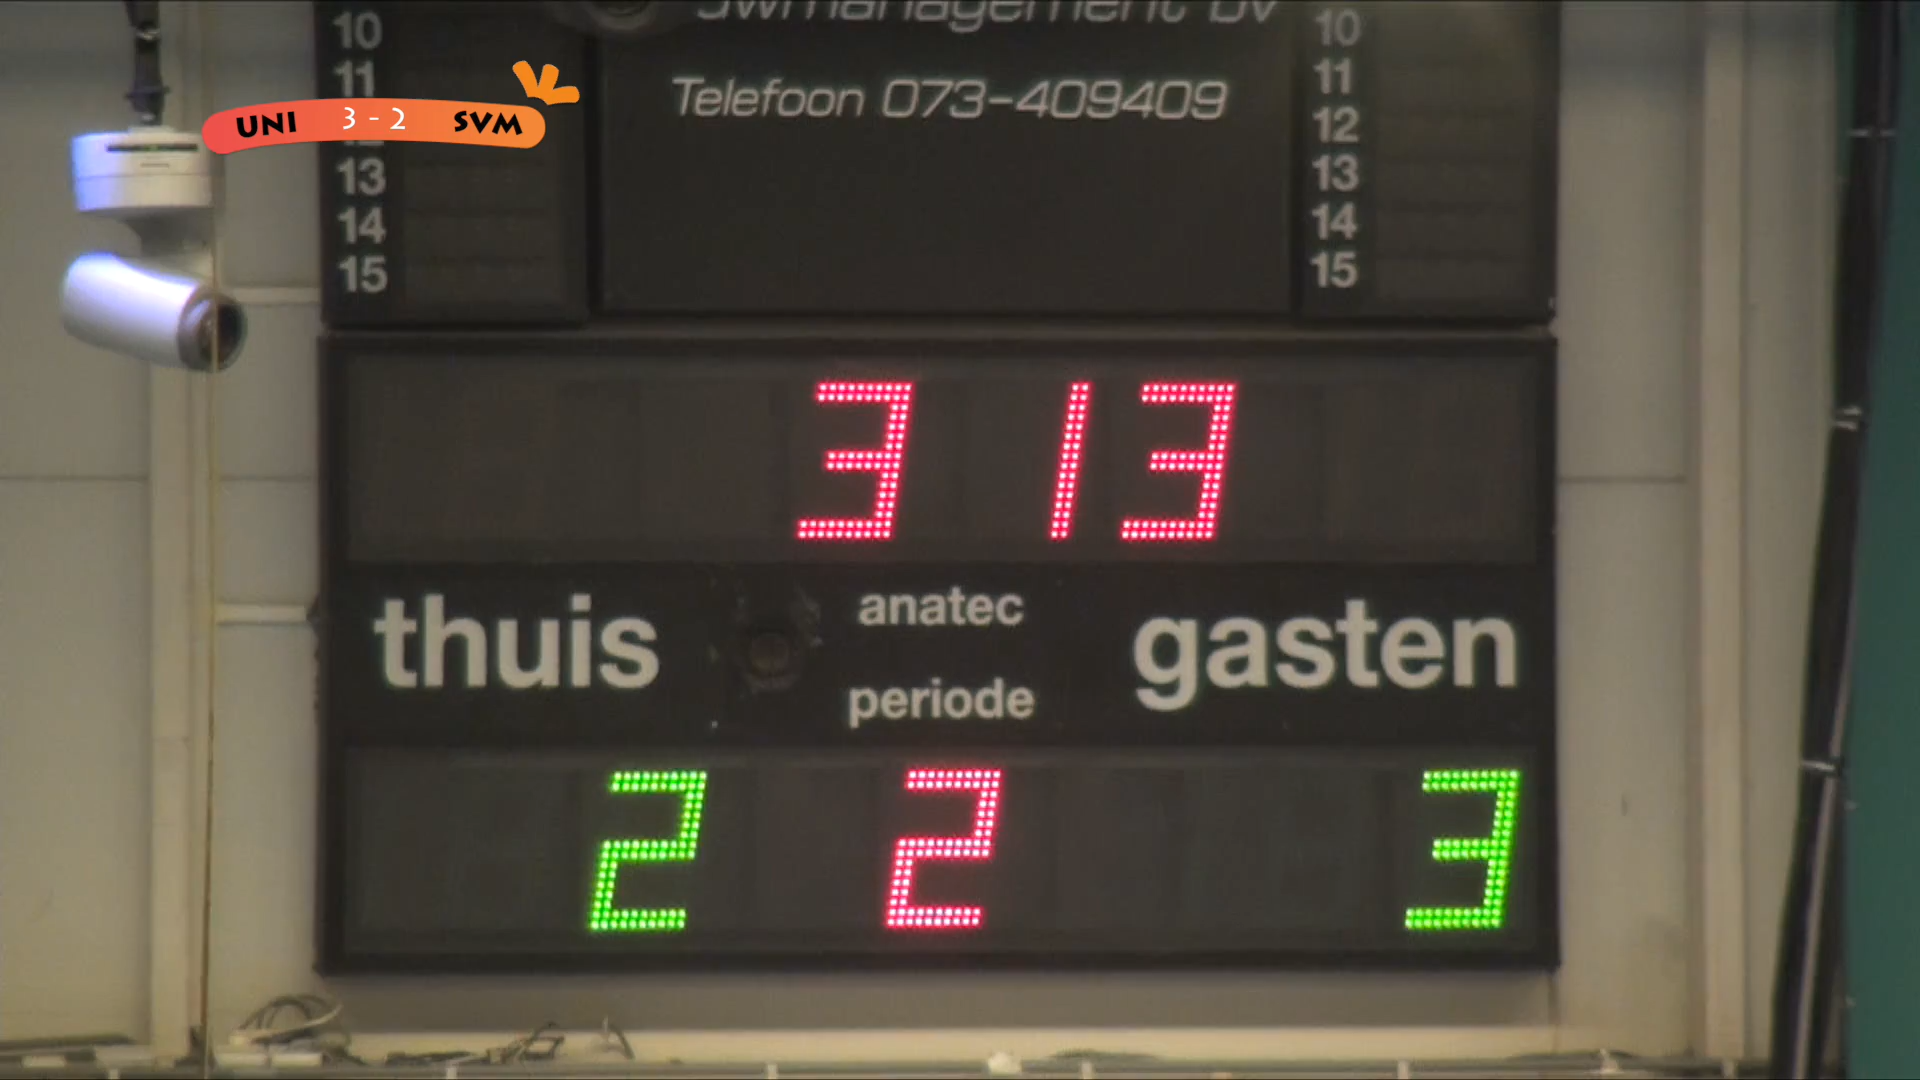 10
11
13
14
15
UNI 3 - 2 SVM
Telefoon 073-409409
10
11
12
13
14
15
3 13
thuis
anatec
periode
gasten
2 2 3